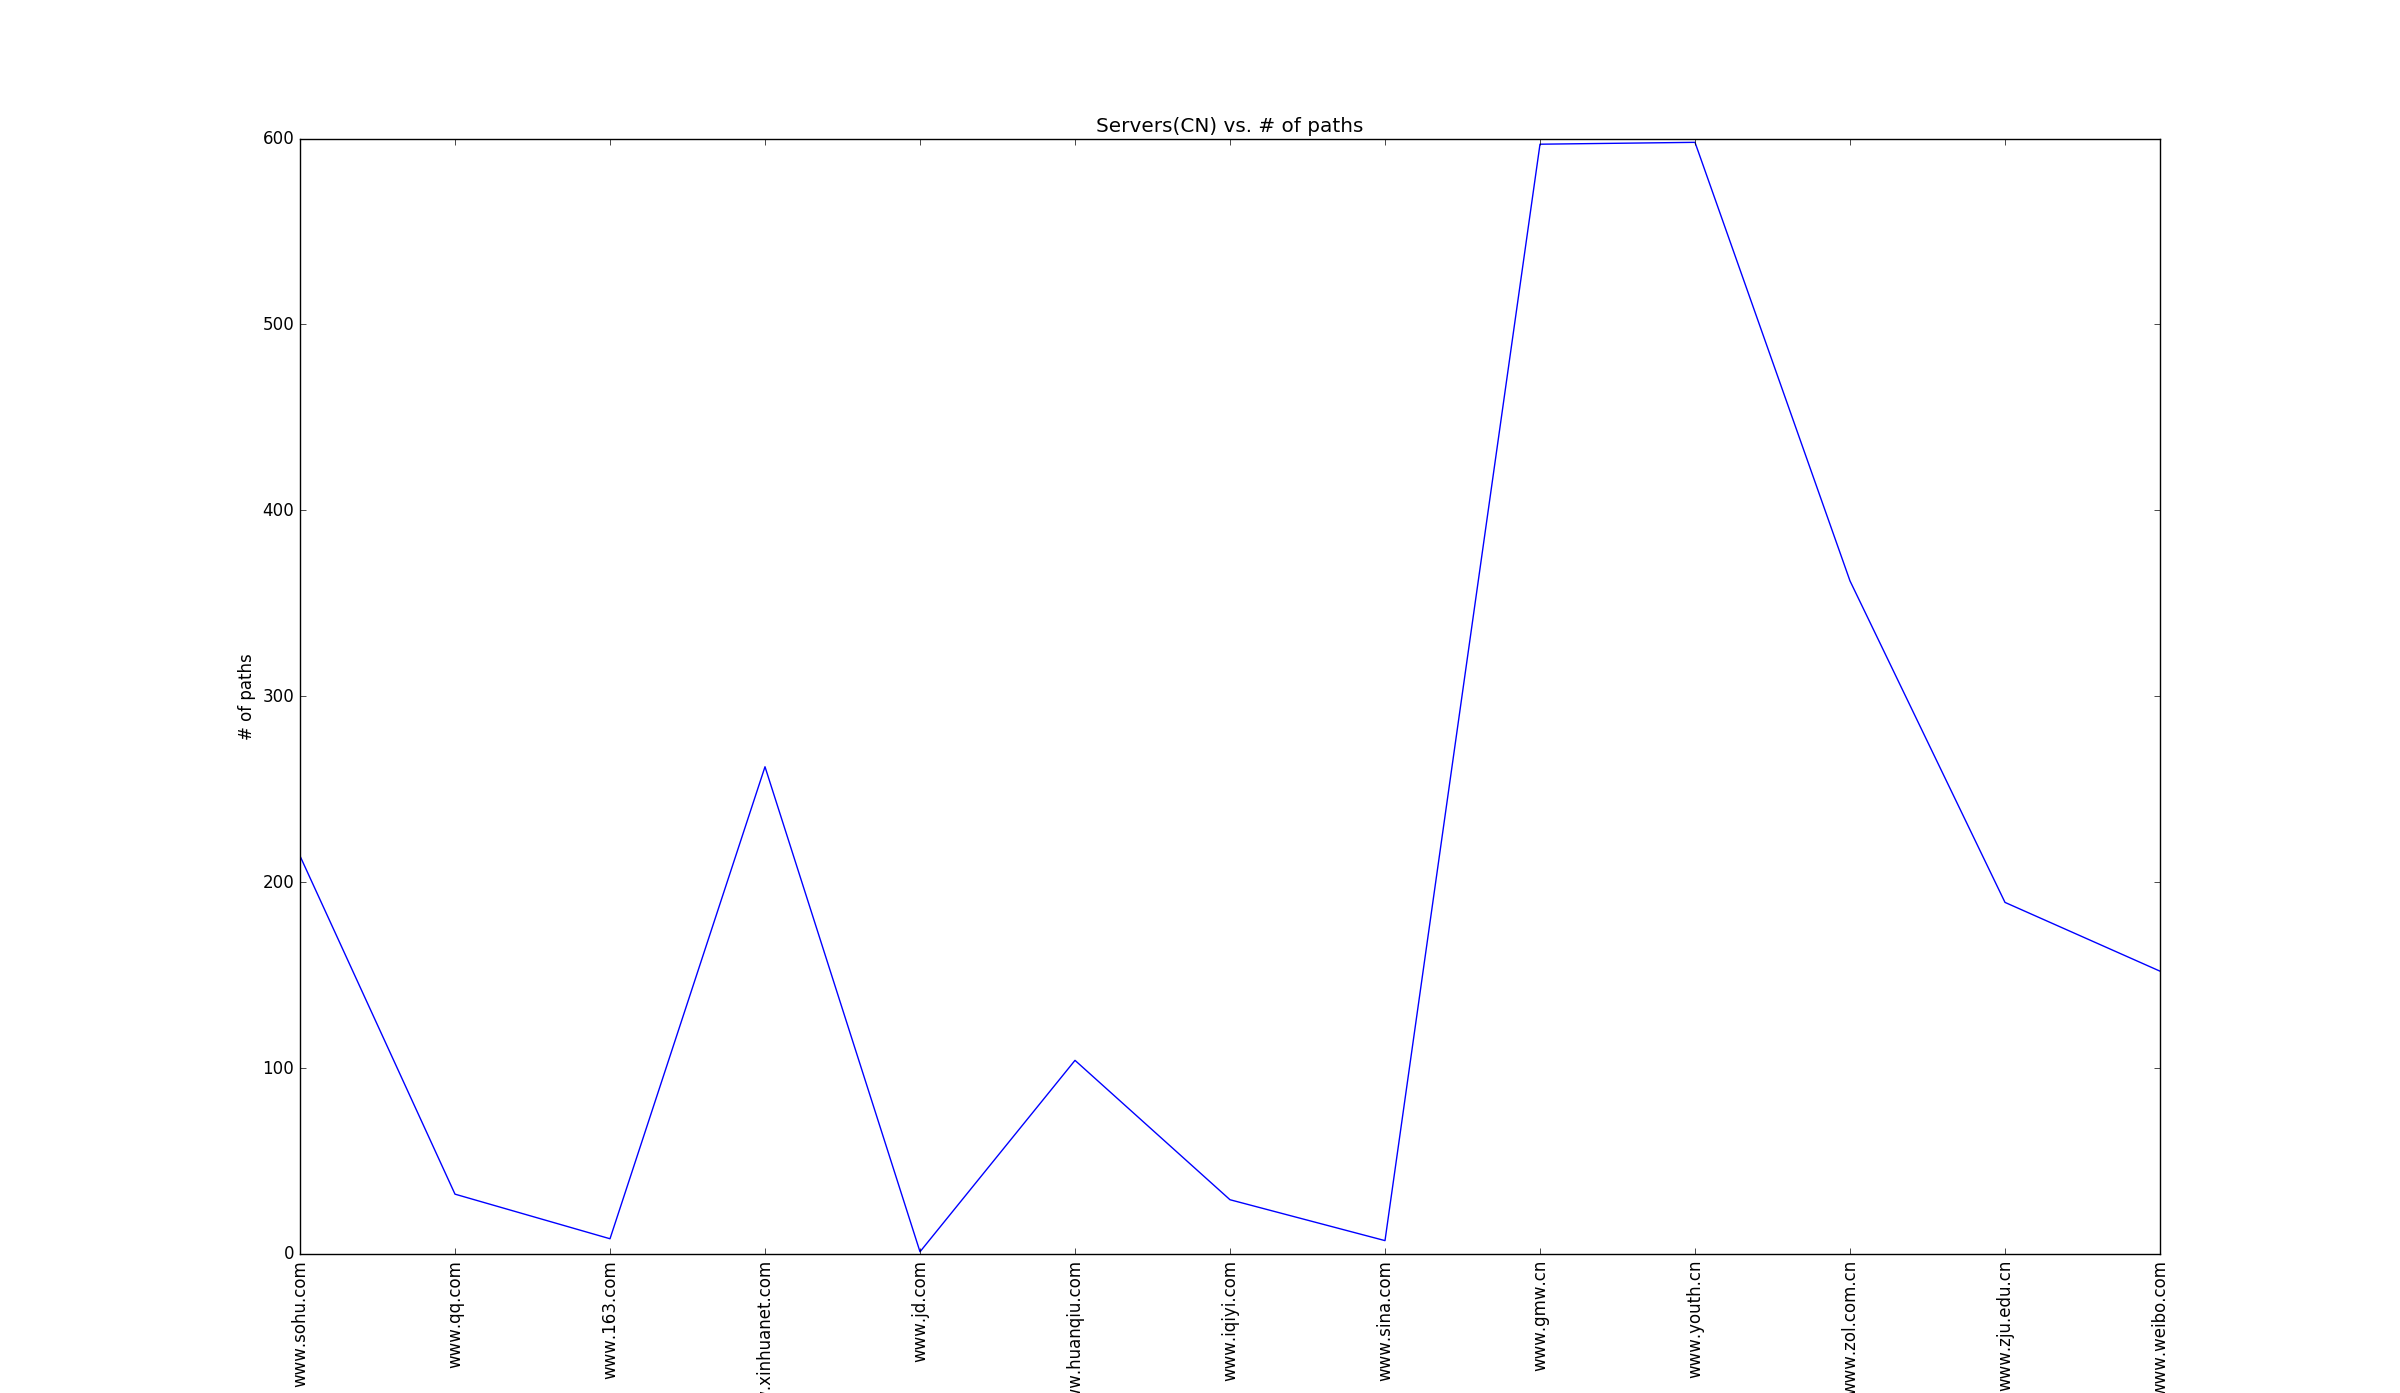 Servers(CN) vs. # of paths
600
500
400
300
200
100
0
# of paths
www.sohu.com
www.qq.com
www.163.com
.xinhuanet.com
www.jd.com
ww.huanqiu.com
www.iqiyi.com
www.sina.com
www.gmw.cn
www.youth.cn
www.zol.com.cn
www.zju.edu.cn
www.weibo.com